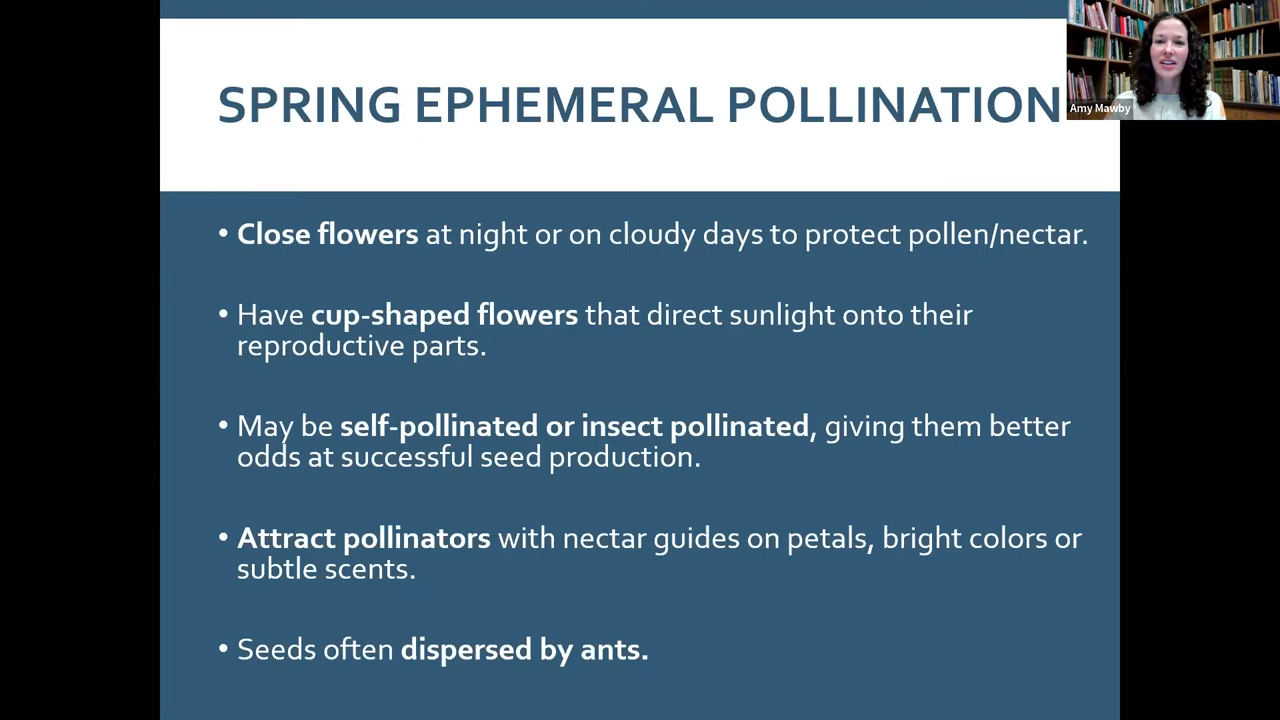 SPRING EPHEMERAL POLLINATION
Amy Mawby
• Close flowers at night or on cloudy days to protect pollen/nectar.
• Have cup-shaped flowers that direct sunlight onto their
reproductive parts.
• May be self-pollinated or insect pollinated, giving them better
odds at successful seed production.
• Attract pollinators with nectar guides on petals, bright colors or
subtle scents.
• Seeds often dispersed by ants.